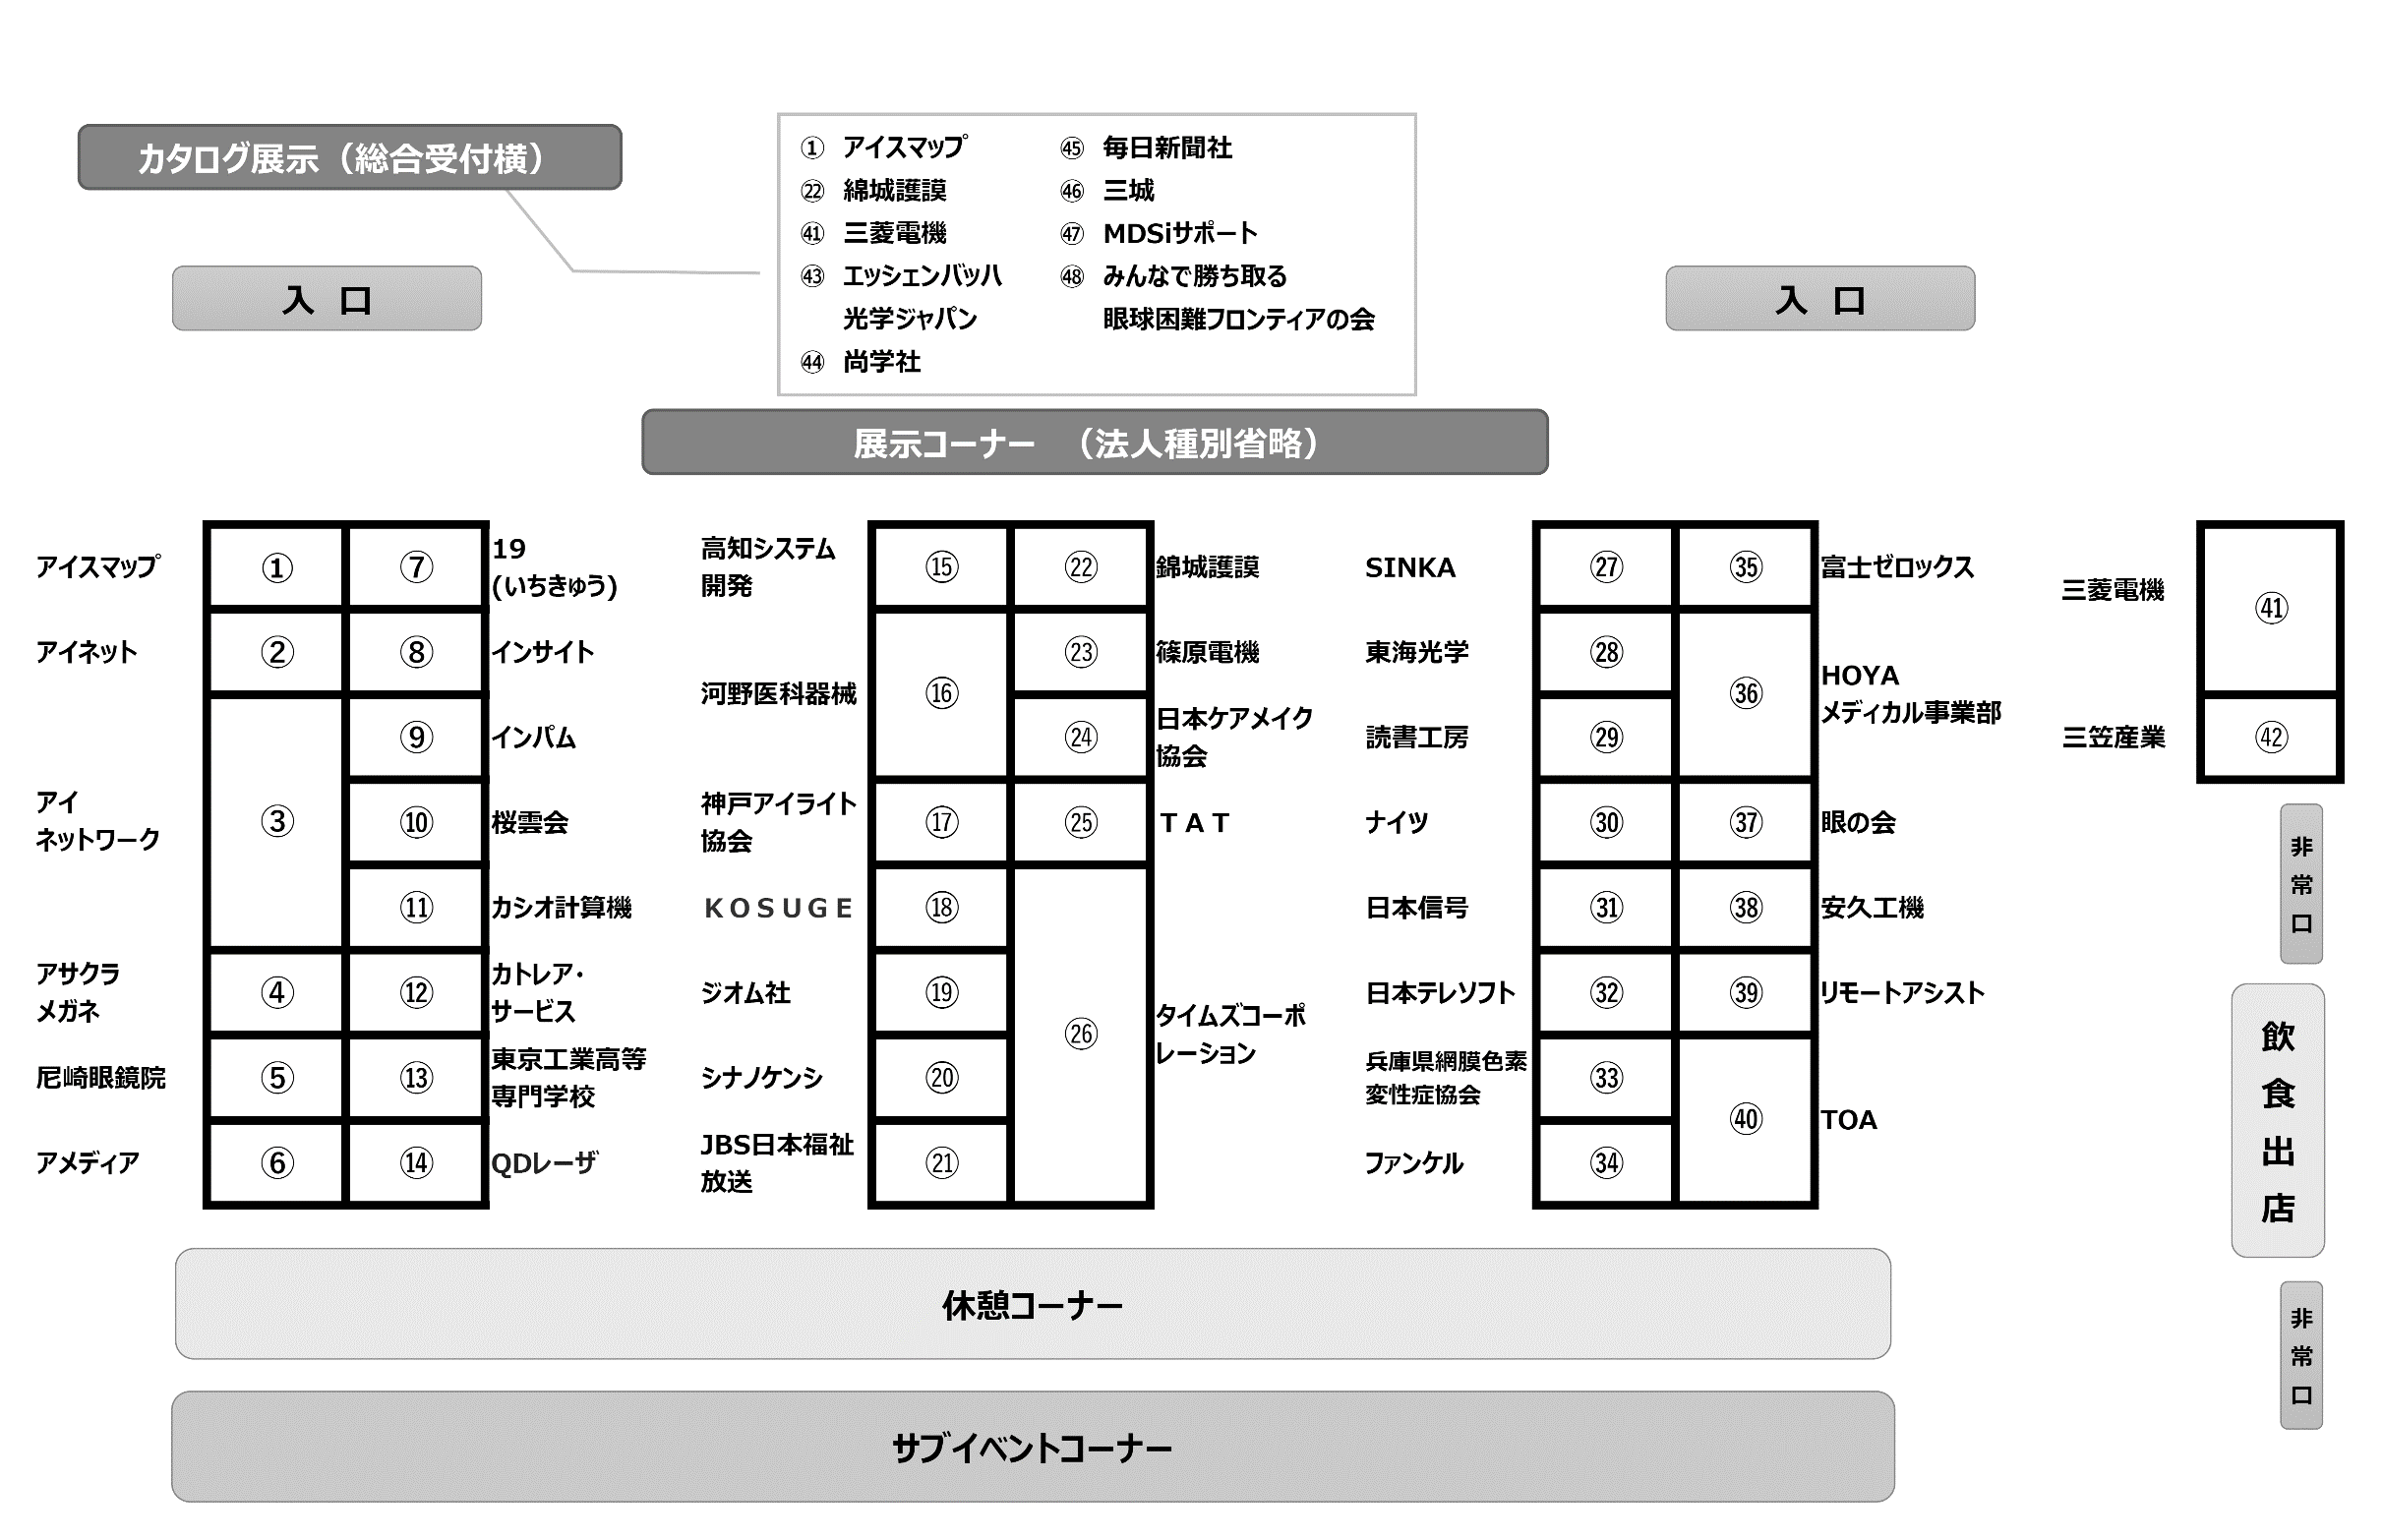 カタログ展示（総合受付横）
① アイスマップ
㉒ 綿城護謨
㊶ 三菱電機
㊸ エッシェンバッハ
光学ジャパン
㊹ 尚学社
㊺ 毎日新聞社
㊻ 三城
㊼ MDSiサポート
㊽ みんなで勝ち取る
眼球困難フロンティアの会
入 口
入 口
展示コーナー （法人種別省略）
アイスマップ
①
アイネット
②
アイ
ネットワーク
③
アサクラ
メガネ
④
尼崎眼鏡院
⑤
アメディア
⑥
⑦
19
(いちきゅう)
⑧
インサイト
⑨
インパム
⑩
桜雲会
⑪
カシオ計算機
⑫
カトレア・
サービス
⑬
東京工業高等
専門学校
⑭
QDレーザ
高知システム
開発
⑮
河野医科器械
⑯
神戸アイライト
協会
⑰
ＫＯＳＵＧＥ
⑱
ジオム社
⑲
シナノケンシ
⑳
JBS日本福祉
放送
㉑
㉒
錦城護謨
㉓
篠原電機
㉔
日本ケアメイク
協会
㉕
ＴＡＴ
㉖
タイムズコーポ
レーション
SINKA
㉗
東海光学
㉘
読書工房
㉙
ナイツ
㉚
日本信号
㉛
日本テレソフト
㉜
兵庫県網膜色素
変性症協会
㉝
ファンケル
㉞
㉟
富士ゼロックス
㊱
HOYA
メディカル事業部
㊲
眼の会
㊳
安久工機
㊴
リモートアシスト
㊵
TOA
三菱電機
㊶
三笠産業
㊷
非常口
飲食出店
非常口
休憩コーナー
サブイベントコーナー